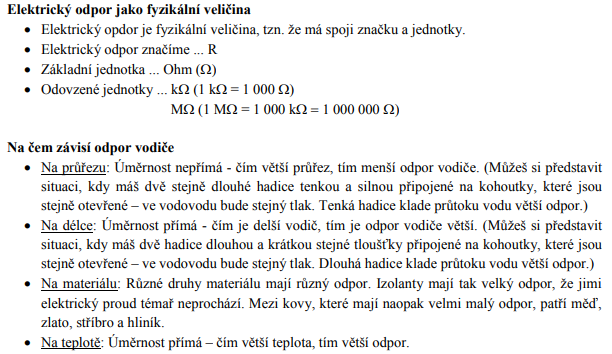 Elektrický odpor jako fyzikální veličina
• Elektrický opdor je fyzikální veličina, tzn. že má spoji značku a jednotky.
• Elektrický odpor značíme ... R
• Základní jednotka ... Ohm (Ω)
• Odovzené jednotky ... kΩ (1 kΩ = 1 000 Ω)
MΩ (1 MΩ = 1 000 kΩ = 1 000 000 Ω)
Na čem závisí odpor vodiče
• Na průřezu: Úměrnost nepřímá - čím větší průřez, tím menší odpor vodiče. (Můžeš si představit
situaci, kdy máš dvě stejně dlouhé hadice tenkou a silnou připojené na kohoutky, které jsou
stejně otevřené – ve vodovodu bude stejný tlak. Tenká hadice klade průtoku vodu větší odpor.)
• Na délce: Úměrnost přímá - čím je delší vodič, tím je odpor vodiče větší. (Můžeš si představit
situaci, kdy máš dvě hadice dlouhou a krátkou stejné tloušťky připojené na kohoutky, které jsou
stejně otevřené – ve vodovodu bude stejný tlak. Dlouhá hadice klade průtoku vodu větší odpor.)
• Na materiálu: Různé druhy materiálu mají různý odpor. Izolanty mají tak velký odpor, že jimi
elektrický proud témař neprochází. Mezi kovy, které mají naopak velmi malý odpor, patří měď,
zlato, stříbro a hliník.
• Na teplotě: Úměrnost přímá – čím větší teplota, tím větší odpor.